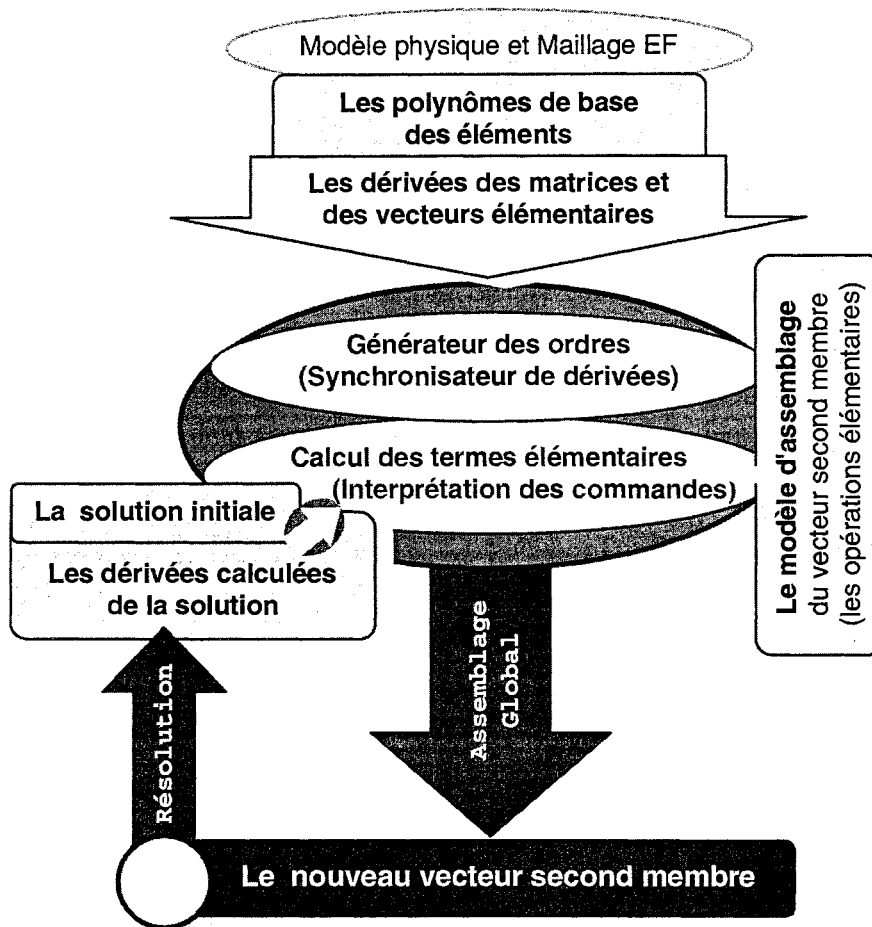 Modèle physique et Maillage EF
Les polynômes de base
des éléments
Les dérivées des matrices et
des vecteurs élémentaires
Générateur des ordres
(Synchronisateur de dérivées)
Calcul des termes élémentaires
(Interprétation des commandes)
Le modèle d'assemblage
du vecteur second membre
(les opérations élémentaires)
La solution initiale
Les dérivées calculées
de la solution
Résolution
Assemblage
Global
Le nouveau vecteur second membre